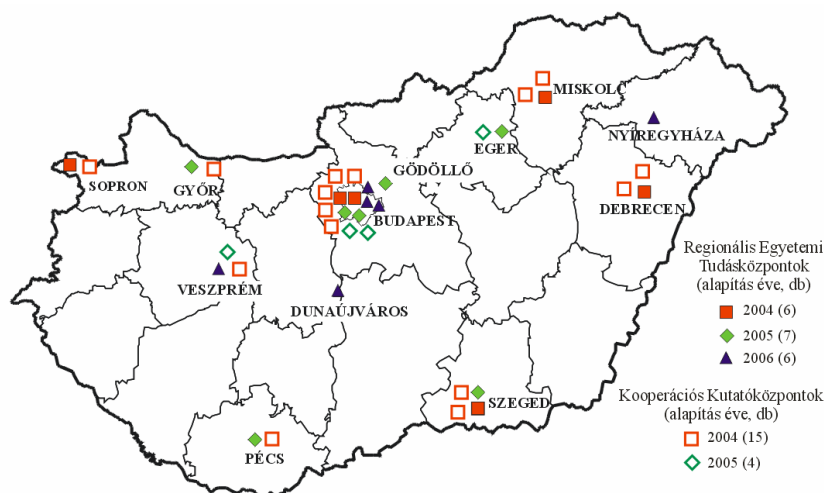 MISKOLC
NYÍREGYHÁZA
EGER
GÖDÖLLŐ
SOPRON
GYŐR
DEBRECEN
BUDAPEST
VESZPRÉM
DUNAÚJVÁROS
SZEGED
PÉCS
Regionális Egyetemi
Tudásközpontok
(alapítás éve, db)
2004 (6)
2005 (7)
2006 (6)
Kooperációs Kutatóközpontok
(alapítás éve, db)
2004 (15)
2005 (4)